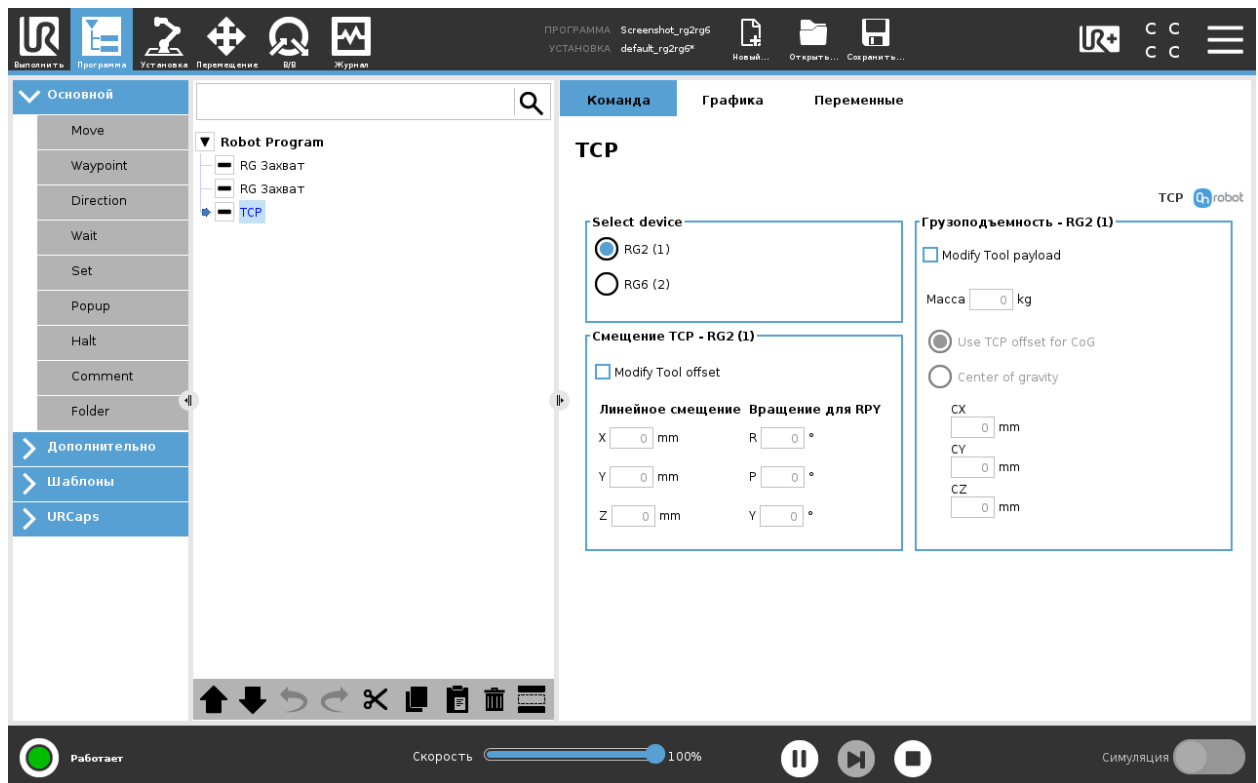 ПРОГРАММА Screenshot_rg2rg6
УСТАНОВКА default_rg2rg6*
Выполнить Программа Установка Перемещение В/В Журнал Новый... Открыть... Сохранить...
UR+
C C
C C
Основной
Move
Waypoint
Direction
Wait
Set
Popup
Halt
Comment
Folder
Дополнительно
Шаблоны
URCaps
Robot Program
RG Захват
RG Захват
TCP
Команда Графика Переменные
TCP
TCP On robot
Select device
RG2 (1)
RG6 (2)
Смещение TCP - RG2 (1)
Modify Tool offset
Линейное смещение Вращение для RPY
X 0 mm R 0 °
Y 0 mm P 0 °
Z 0 mm Y 0 °
Грузоподъемность - RG2 (1)
Modify Tool payload
Масса 0 kg
Use TCP offset for CoG
Center of gravity
CX
0 mm
CY
0 mm
CZ
0 mm
Работает Скорость 100% Симуляция